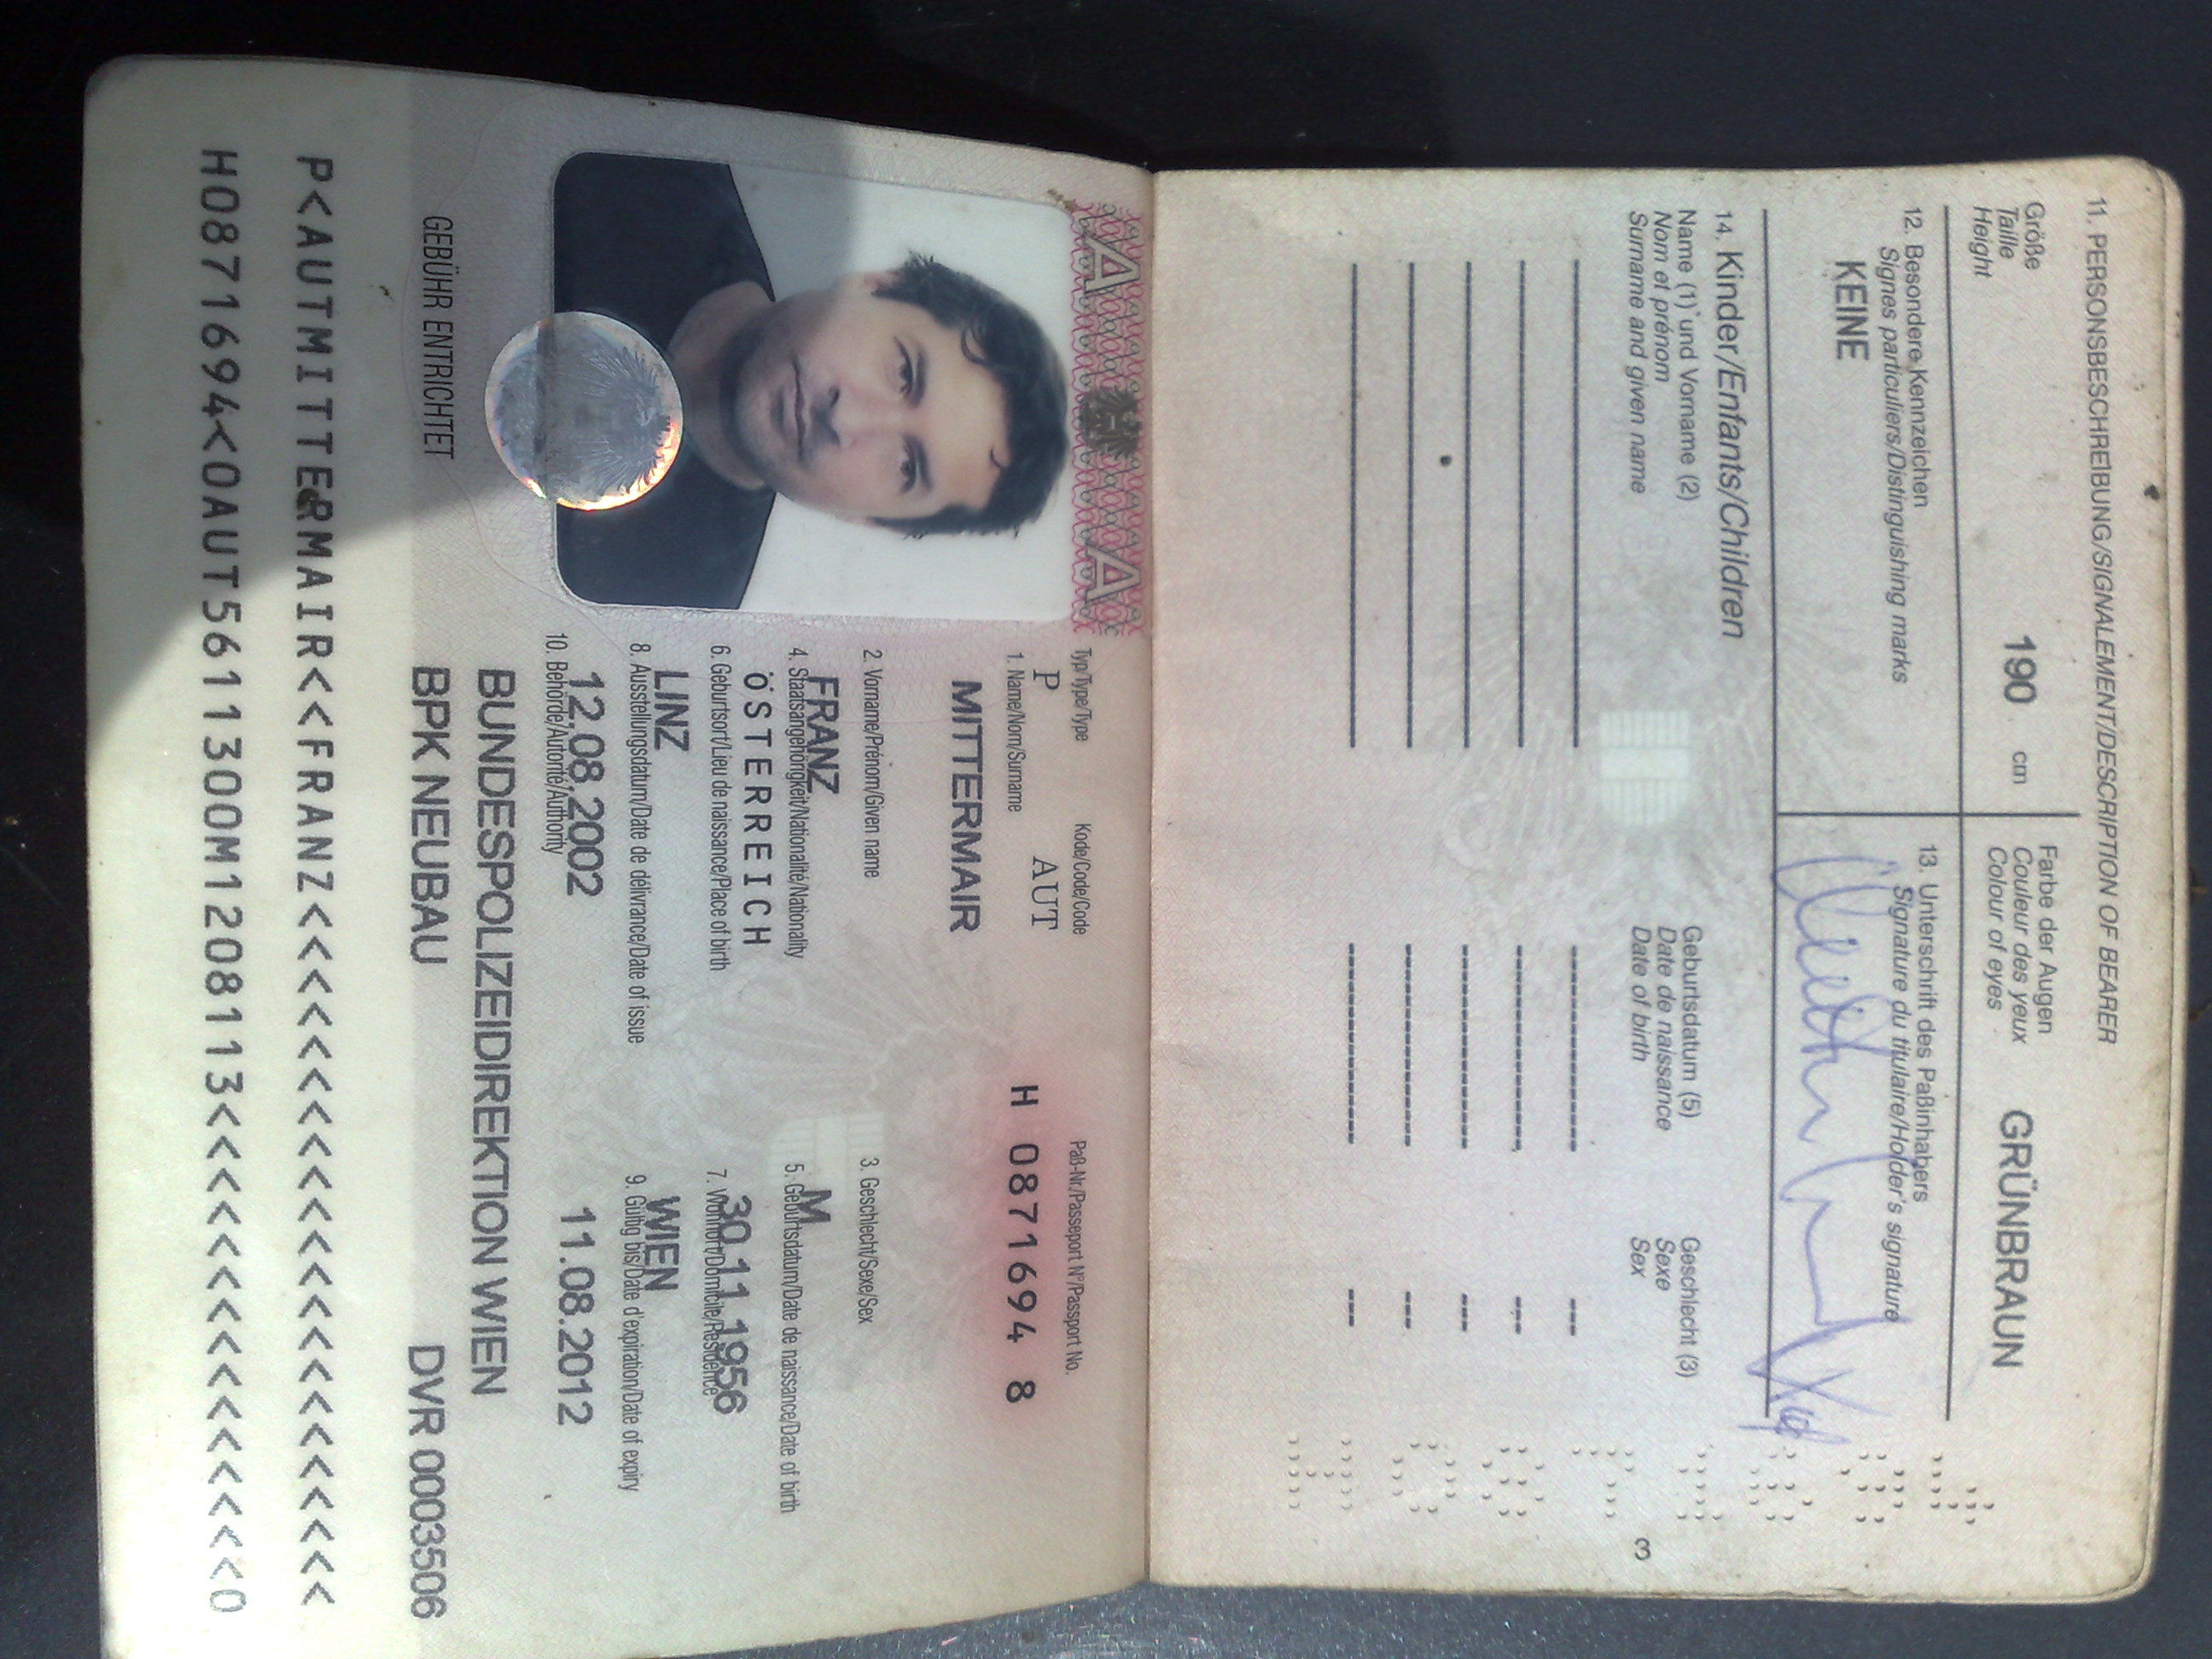 11. PERSONSBESCHREIBUNG/SIGNALEMENT/DESCRIPTION OF BEARER
Größe
Taille
Height
190 cm
Farbe der Augen
Couleur des yeux
Colour of eyes
GRÜNBRAUN
12. Besondere Kennzeichen
Signes particuliers/Distinguishing marks
KEINE
13. Unterschrift des Paßinhabers
Signature du titulaire/Holder's signature
14. Kinder/Enfants/Children
Name (1) und Vorname (2)
Nom et prénom
Surname and given name
Geburtsdatum (5)
Date de naissance
Date of birth
Geschlecht (3)
Sexe
Sex
3
A A
Typ/Type/Type
P
Kode/Code/Code
AUT
Paß-Nr./Passeport N°/Passport No.
H 0871694 8
1. Name/Nom/Surname
MITTERMAIR
2. Vorname/Prénom/Given name
FRANZ
3. Geschlecht/Sexe/Sex
M
4. Staatsangehörigkeit/Nationalité/Nationality
ÖSTERREICH
5. Geburtsdatum/Date de naissance/Date of birth
30.11.1956
6. Geburtsort/Lieu de naissance/Place of birth
LINZ
7. Wohnort/Domicile/Residence
WIEN
8. Ausstellungsdatum/Date de délivrance/Date of issue
12.08.2002
9. Gültig bis/Date d'expiration/Date of expiry
11.08.2012
10. Behörde/Autorité/Authority
BUNDESPOLIZEIDIREKTION WIEN
BPK NEUBAU
DVR 0003506
GEBÜHR ENTRICHTET
P<AUTMITTERMAIR<<FRANZ<<<<<<<<<<<<<<<<<<<<<<
H0871694<0AUT5611300M1208113<<<<<<<<<<<<<<<0